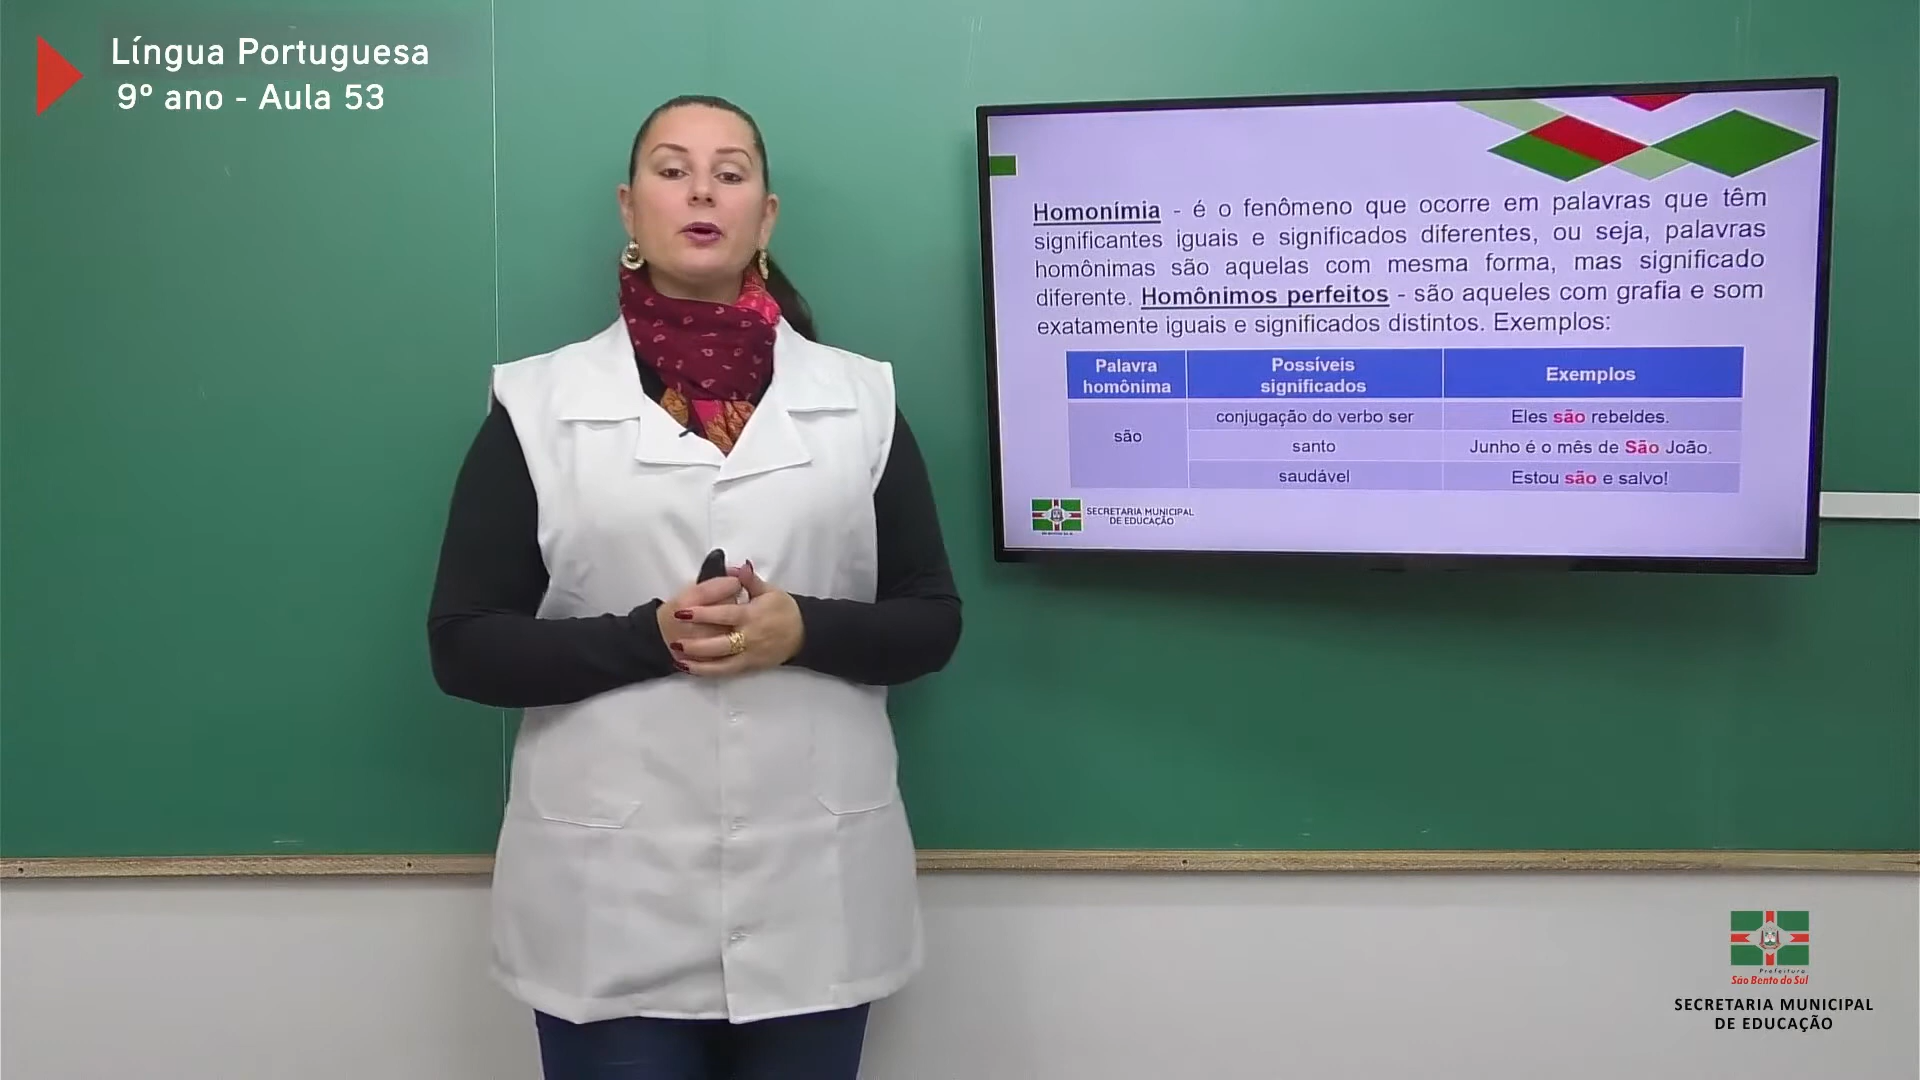 Língua Portuguesa
9º ano - Aula 53
Homonímia - é o fenômeno que ocorre em palavras que têm
significantes iguais e significados diferentes, ou seja, palavras
homônimas são aquelas com mesma forma, mas significado
diferente. Homônimos perfeitos - são aqueles com grafia e som
exatamente iguais e significados distintos. Exemplos:
Palavra
homônima
Possíveis
significados
Exemplos
são
conjugação do verbo ser
Eles são rebeldes.
santo
Junho é o mês de São João.
saudável
Estou são e salvo!
SECRETARIA MUNICIPAL
DE EDUCAÇÃO
Prefeitura
São Bento do Sul
SECRETARIA MUNICIPAL
DE EDUCAÇÃO